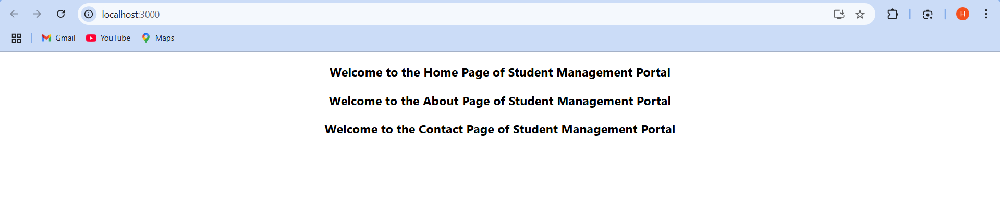 localhost:3000
H
Gmail YouTube Maps
Welcome to the Home Page of Student Management Portal
Welcome to the About Page of Student Management Portal
Welcome to the Contact Page of Student Management Portal